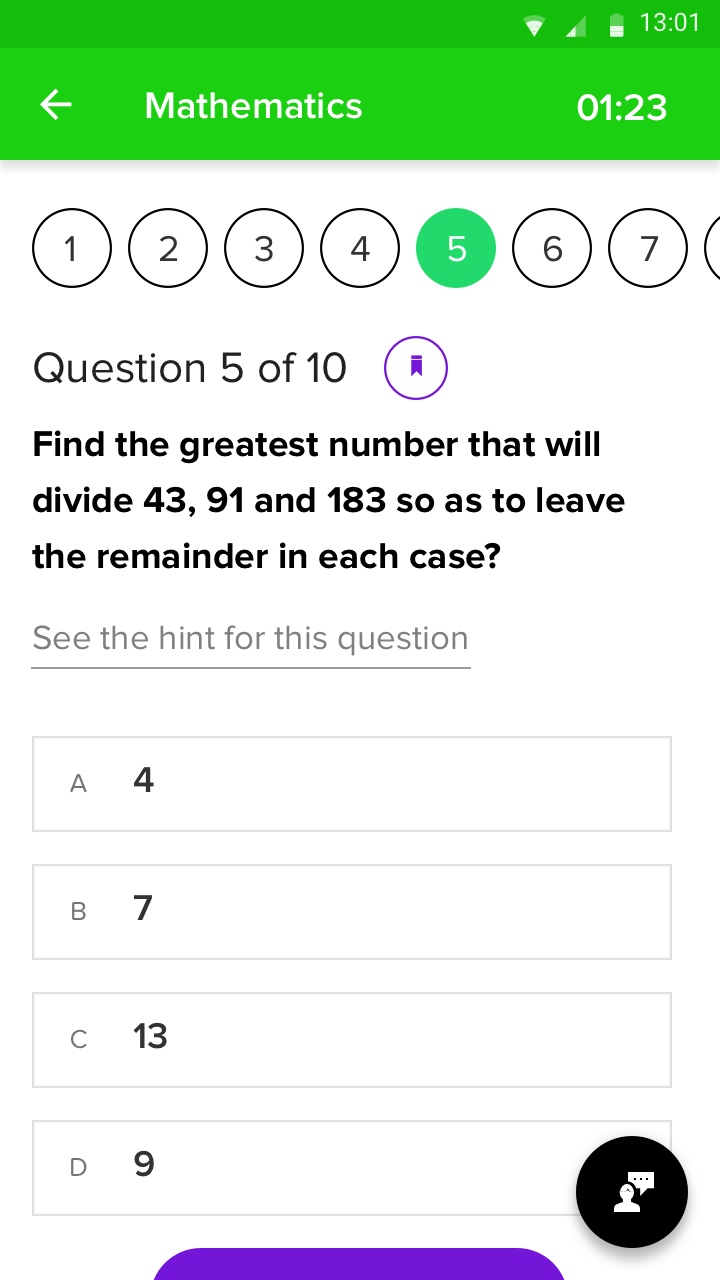 13:01
Mathematics 01:23
1 2 3 4 5 6 7
Question 5 of 10
Find the greatest number that will
divide 43, 91 and 183 so as to leave
the remainder in each case?
See the hint for this question
A 4
B 7
C 13
D 9